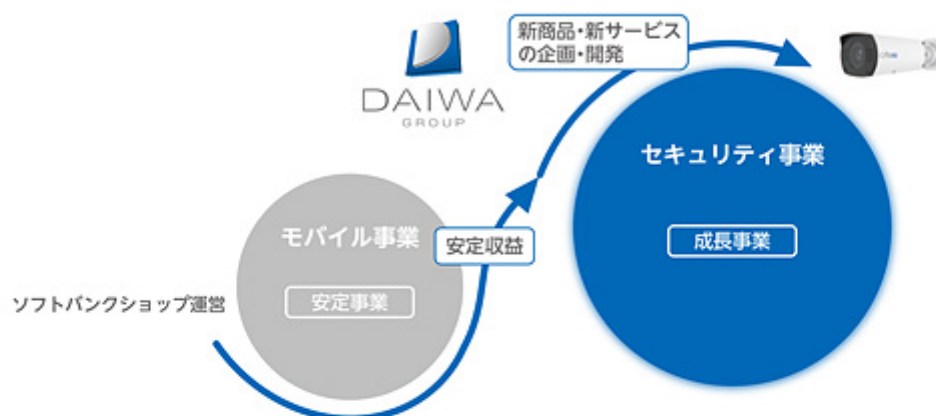 新商品・新サービス
の企画・開発
DAIWA
GROUP
セキュリティ事業
モバイル事業
成長事業
安定収益
ソフトバンクショップ運営
安定事業